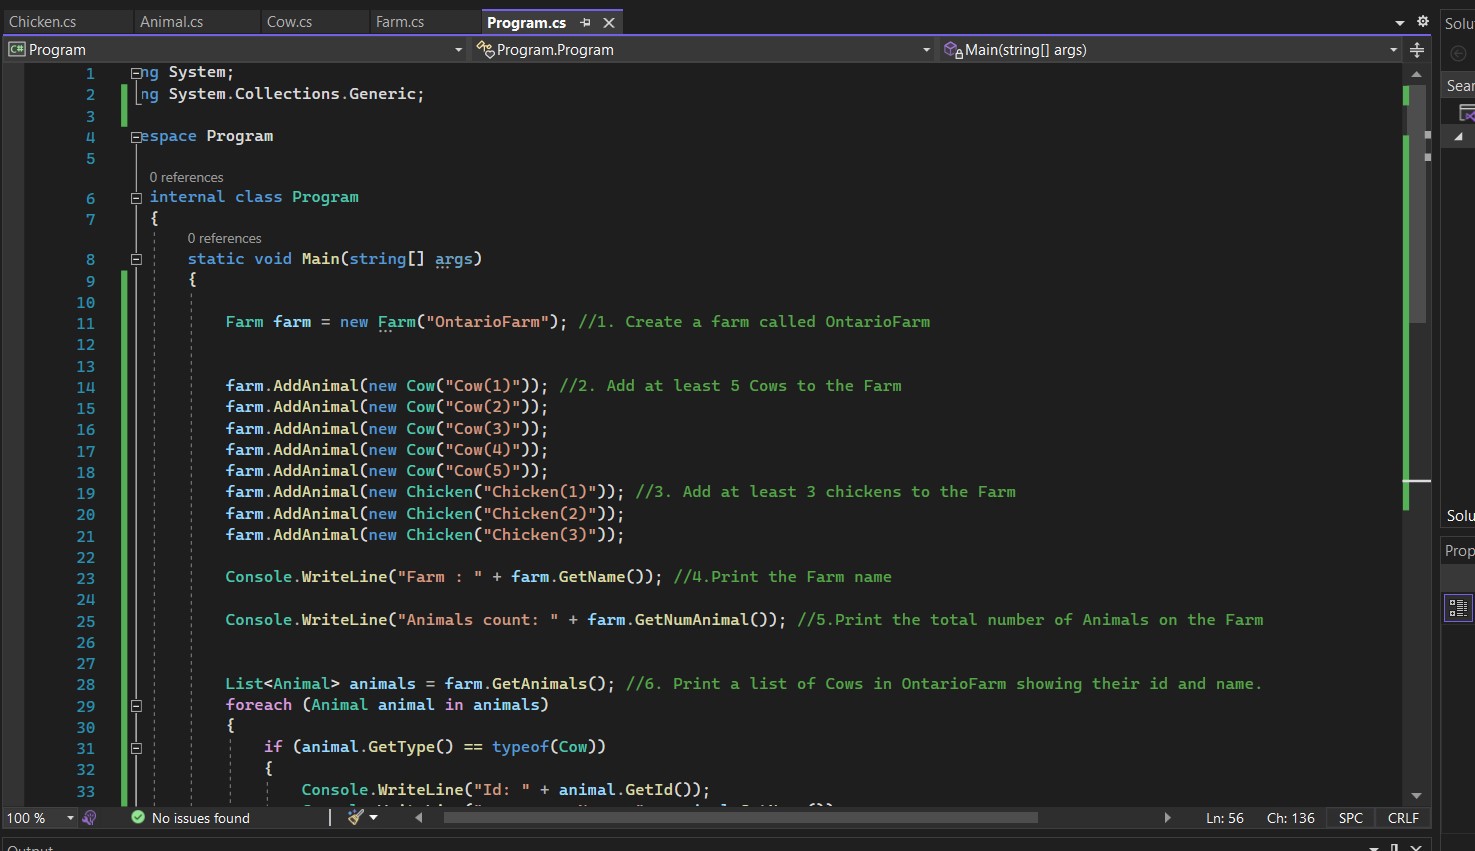 Chicken.cs Animal.cs Cow.cs Farm.cs Program.cs
Solu
C# Program Program.Program Main(string[] args)
Sear
1 ng System;
2 ng System.Collections.Generic;
3
4 espace Program
5
0 references
6 internal class Program
7 {
0 references
8 static void Main(string[] args)
9 {
10
11 Farm farm = new Farm("OntarioFarm"); //1. Create a farm called OntarioFarm
12
13
14 farm.AddAnimal(new Cow("Cow(1)")); //2. Add at least 5 Cows to the Farm
15 farm.AddAnimal(new Cow("Cow(2)"));
16 farm.AddAnimal(new Cow("Cow(3)"));
17 farm.AddAnimal(new Cow("Cow(4)"));
18 farm.AddAnimal(new Cow("Cow(5)"));
19 farm.AddAnimal(new Chicken("Chicken(1)")); //3. Add at least 3 chickens to the Farm
20 farm.AddAnimal(new Chicken("Chicken(2)"));
Solu
21 farm.AddAnimal(new Chicken("Chicken(3)"));
Prop
22
23 Console.WriteLine("Farm : " + farm.GetName()); //4.Print the Farm name
24
25 Console.WriteLine("Animals count: " + farm.GetNumAnimal()); //5.Print the total number of Animals on the Farm
26
27
28 List<Animal> animals = farm.GetAnimals(); //6. Print a list of Cows in OntarioFarm showing their id and name.
29 foreach (Animal animal in animals)
30 {
31 if (animal.GetType() == typeof(Cow))
32 {
33 Console.WriteLine("Id: " + animal.GetId());
100 % No issues found Ln: 56 Ch: 136 SPC CRLF
Output